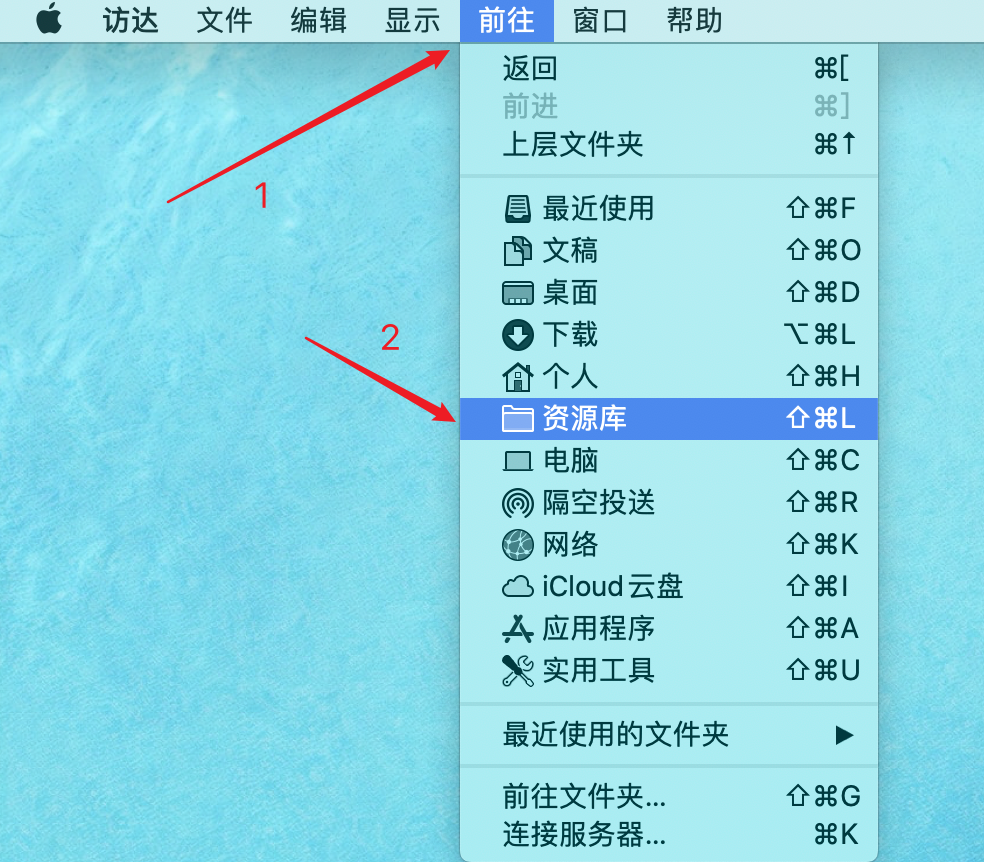 访达 文件 编辑 显示 前往 窗口 帮助
返回 ⌘[
前进 ⌘]
上层文件夹 ⌘↑
1
最近使用 ⇧⌘F
文稿 ⇧⌘O
桌面 ⇧⌘D
2
下载 ⌥⌘L
个人 ⇧⌘H
资源库 ⇧⌘L
电脑 ⇧⌘C
隔空投送 ⇧⌘R
网络 ⇧⌘K
iCloud云盘 ⇧⌘I
应用程序 ⇧⌘A
实用工具 ⇧⌘U
最近使用的文件夹 ▶
前往文件夹... ⇧⌘G
连接服务器... ⌘K